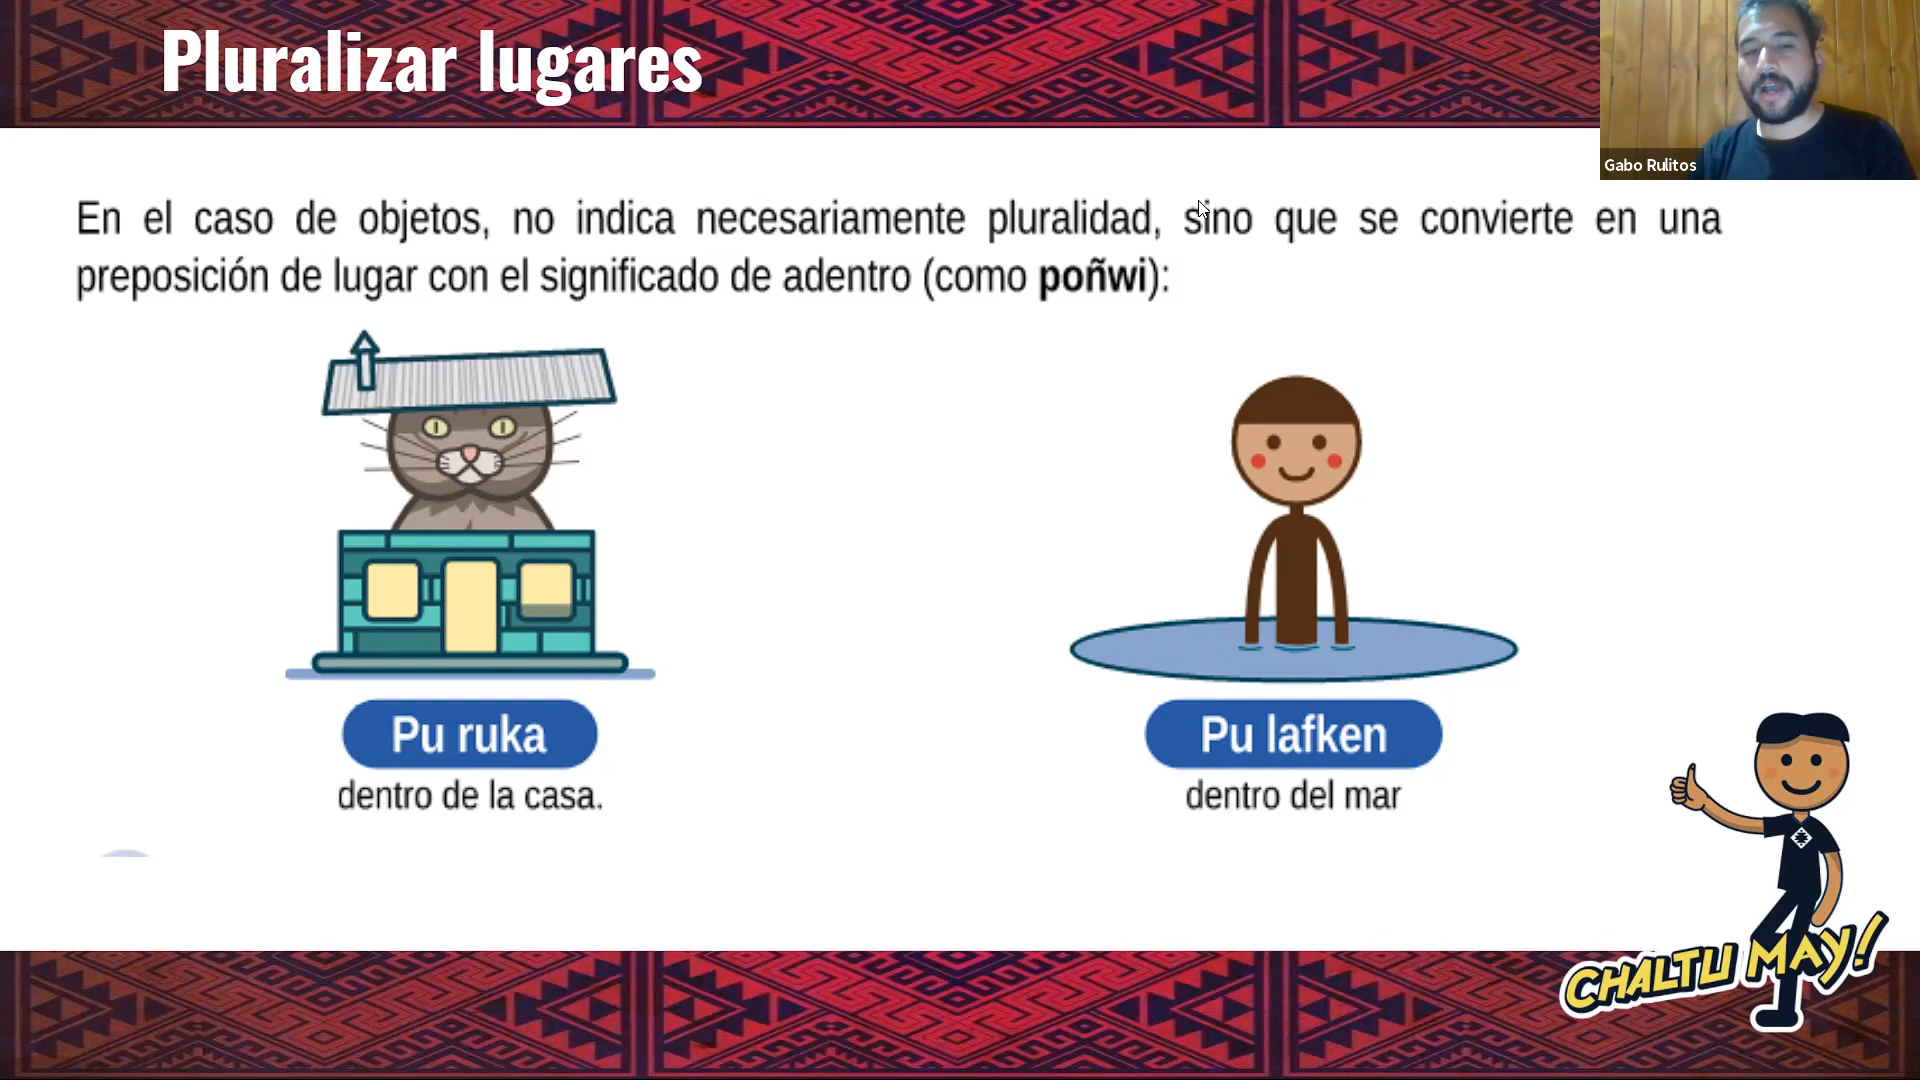 Pluralizar lugares
Gabo Rulitos
En el caso de objetos, no indica necesariamente pluralidad, sino que se convierte en una
preposición de lugar con el significado de adentro (como poñwi):
Pu ruka
dentro de la casa.
Pu lafken
dentro del mar
CHALTU MAY!